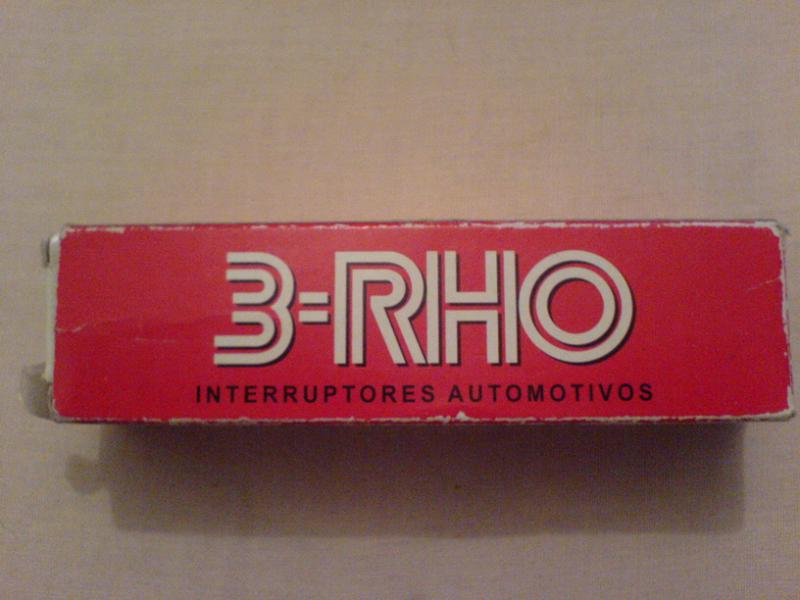 3=RHO
INTERRUPTORES AUTOMOTIVOS